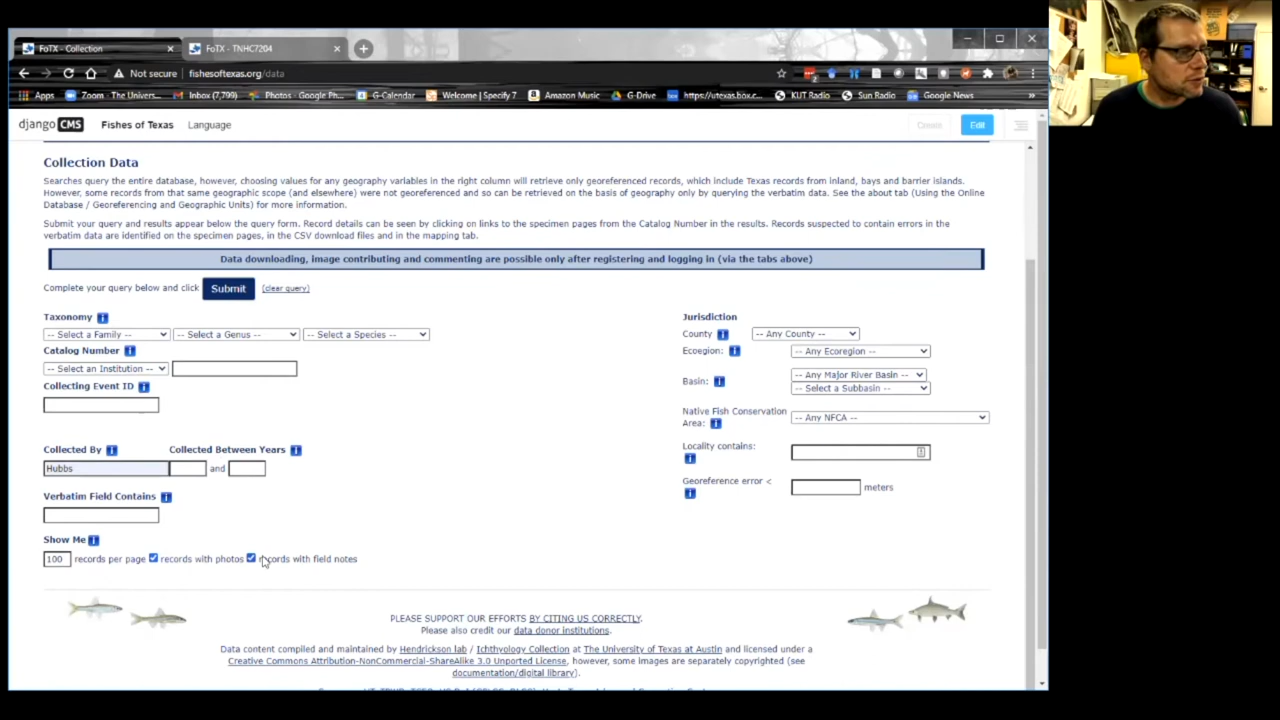 FoTX - Collection
FoTX - TNHC7204
Not secure | fishesoftexas.org/data
Apps Zoom - The Univers... Inbox (7,799) Photos - Google Ph... G-Calendar Welcome | Specify 7 Amazon Music G-Drive https://utexas.box.c... KUT Radio Sun Radio Google News »
django CMS Fishes of Texas Language Create Edit
Collection Data
Searches query the entire database, however, choosing values for any geography variables in the right column will retrieve only georeferenced records, which include Texas records from inland, bays and barrier islands.
However, some records from that same geographic scope (and elsewhere) were not georeferenced and so can be retrieved only on the basis of geography only by querying the verbatim data. See the about tab (Using the Online
Database / Georeferencing and Geographic Units) for more information.
Submit your query and results appear below the query form. Record details can be seen by clicking on links to the specimen pages from the Catalog Number in the results. Records suspected to contain errors in the
verbatim data are identified on the specimen pages, in the CSV download files and in the mapping tab.
Data downloading, image contributing and commenting are possible only after registering and logging in (via the tabs above)
Complete your query below and click Submit (clear query)
Taxonomy
-- Select a Family -- -- Select a Genus -- -- Select a Species --
Catalog Number
-- Select an Institution --
Collecting Event ID
Collected By Collected Between Years
Hubbs and
Verbatim Field Contains
Show Me
100 records per page records with photos records with field notes
Jurisdiction
County -- Any County --
Ecoegion: -- Any Ecoregion --
Basin: -- Any Major River Basin --
-- Select a Subbasin --
Native Fish Conservation
Area: -- Any NFCA --
Locality contains:
Georeference error < meters
PLEASE SUPPORT OUR EFFORTS BY CITING US CORRECTLY.
Please also credit our data donor institutions.
Data content compiled and maintained by Hendrickson lab / Ichthyology Collection at The University of Texas at Austin and licensed under a
Creative Commons Attribution-NonCommercial-ShareAlike 3.0 Unported License, however, some images are separately copyrighted (see
documentation/digital library).